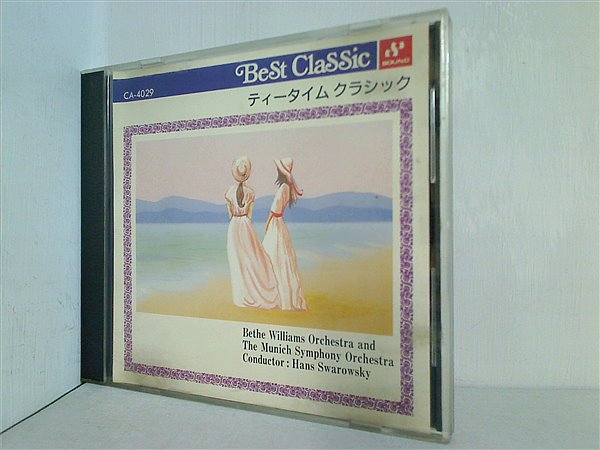 Best Classic
SOUND
CA-4029
ティータイム クラシック
Bethe Williams Orchestra and
The Munich Symphony Orchestra
Conductor : Hans Swarowsky